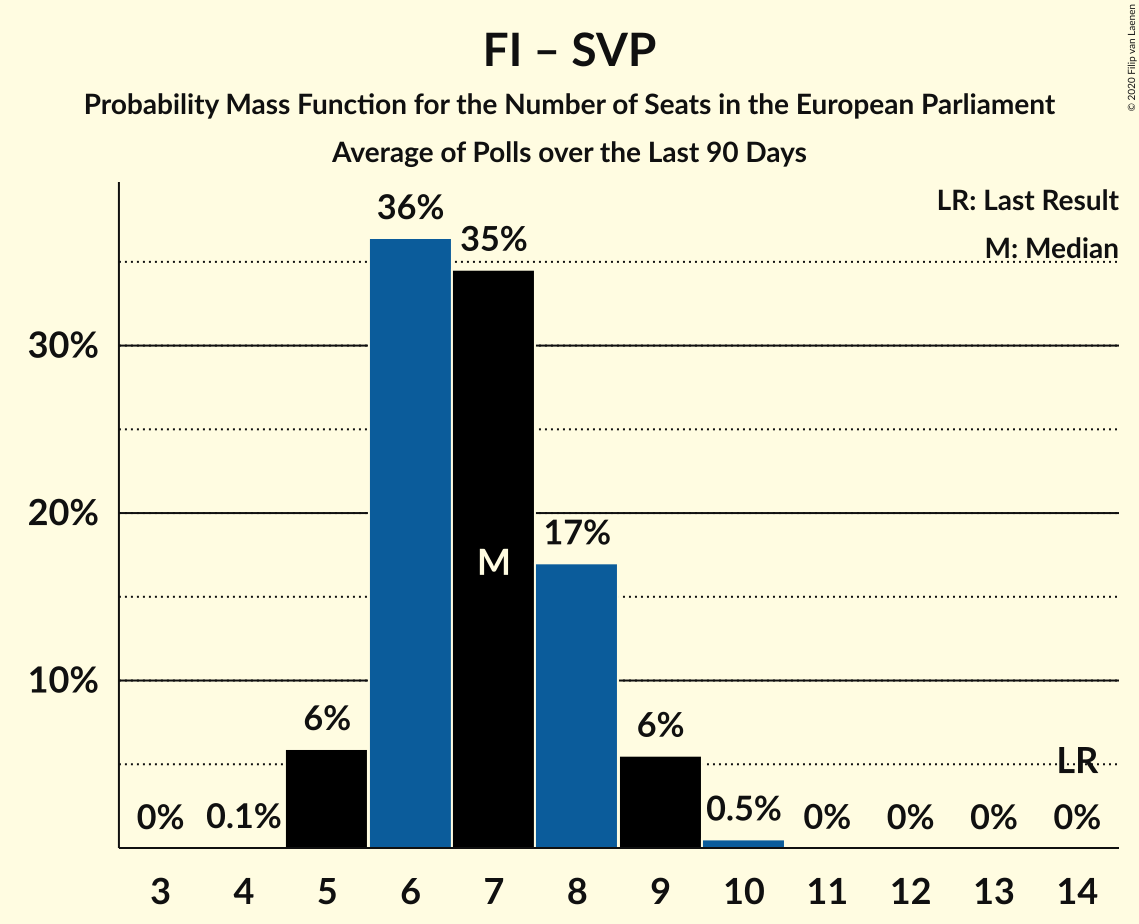 FI – SVP
Probability Mass Function for the Number of Seats in the European Parliament
Average of Polls over the Last 90 Days
© 2020 Filip van Laenen
LR: Last Result
M: Median
36%
35%
30%
20%
17%
M
10%
6%
6%
LR
0%
0.1%
0.5%
0%
0%
0%
0%
3 4 5 6 7 8 9 10 11 12 13 14